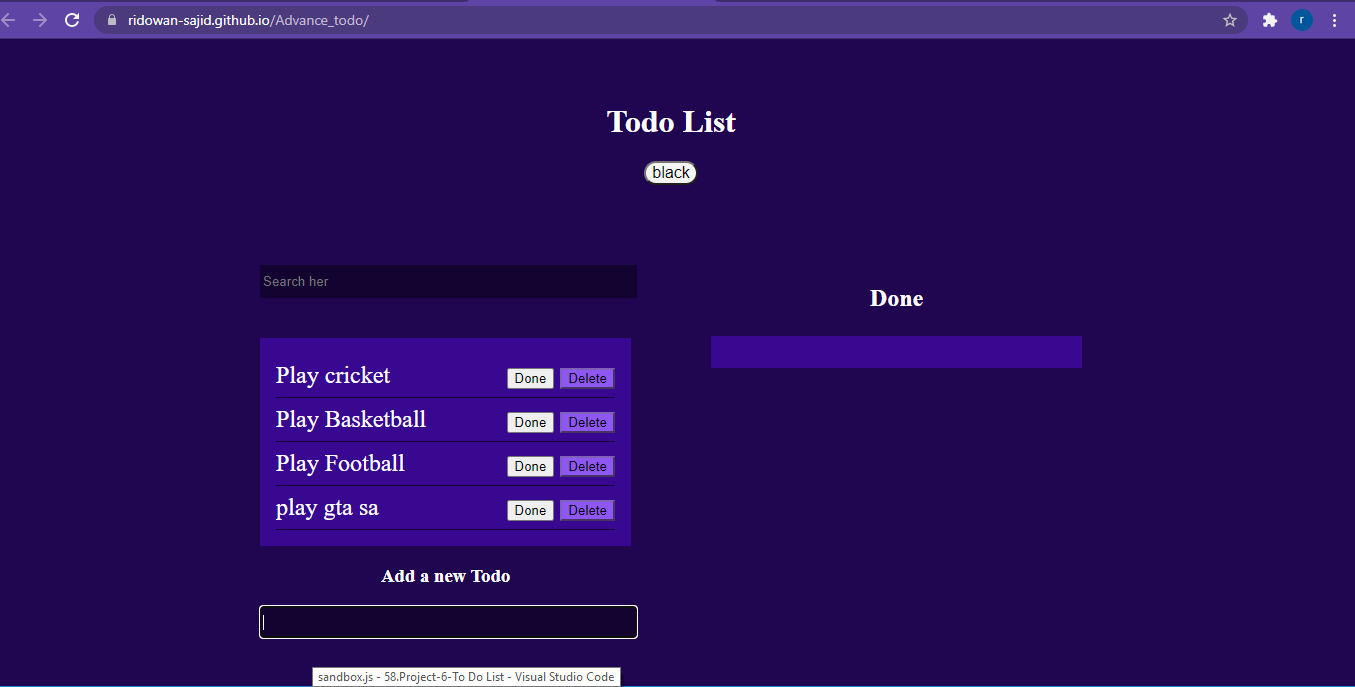 ridowan-sajid.github.io/Advance_todo/
r
Todo List
black
Search her
Play cricket Done Delete
Play Basketball Done Delete
Play Football Done Delete
play gta sa Done Delete
Add a new Todo
Done
sandbox.js - 58.Project-6-To Do List - Visual Studio Code